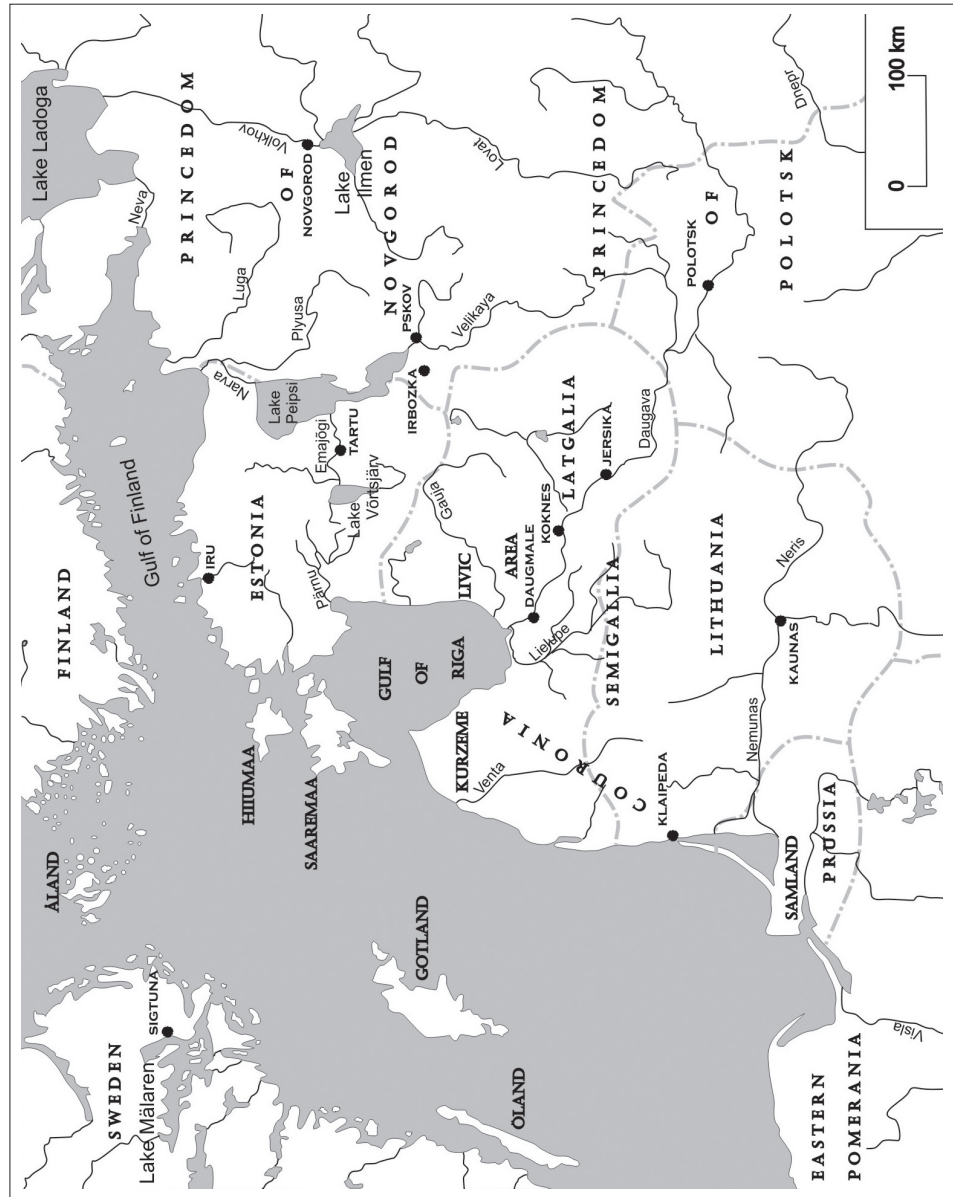 Lake Ladoga
Neva
PRINCEDOM
OF
NOVGOROD
Volkhov
NOVGOROD
Lake
Ilmen
Lovat
Luga
Plyusa
PSKOV
Velikaya
IRBOZKA
Narva
Lake
Peipsi
Emajõgi
TARTU
Lake
Võrtsjärv
Gulf of Finland
FINLAND
IRU
ESTONIA
Pärnu
ÅLAND
HIIUMAA
SAAREMAA
GULF
OF
RIGA
SWEDEN
SIGTUNA
Lake Mälaren
GOTLAND
ÖLAND
Gauja
LIVIC
AREA
DAUGMALE
KOKNES
LATGALIA
JERSIKA
Daugava
Lielupe
SEMIGALLIA
KURZEME
Venta
COURONIA
KLAIPEDA
LITHUANIA
Nemunas
KAUNAS
Neris
SAMLAND
PRUSSIA
Visla
EASTERN
POMERANIA
PRINCEDOM
OF
POLOTSK
POLOTSK
Dnepr
0
100 km